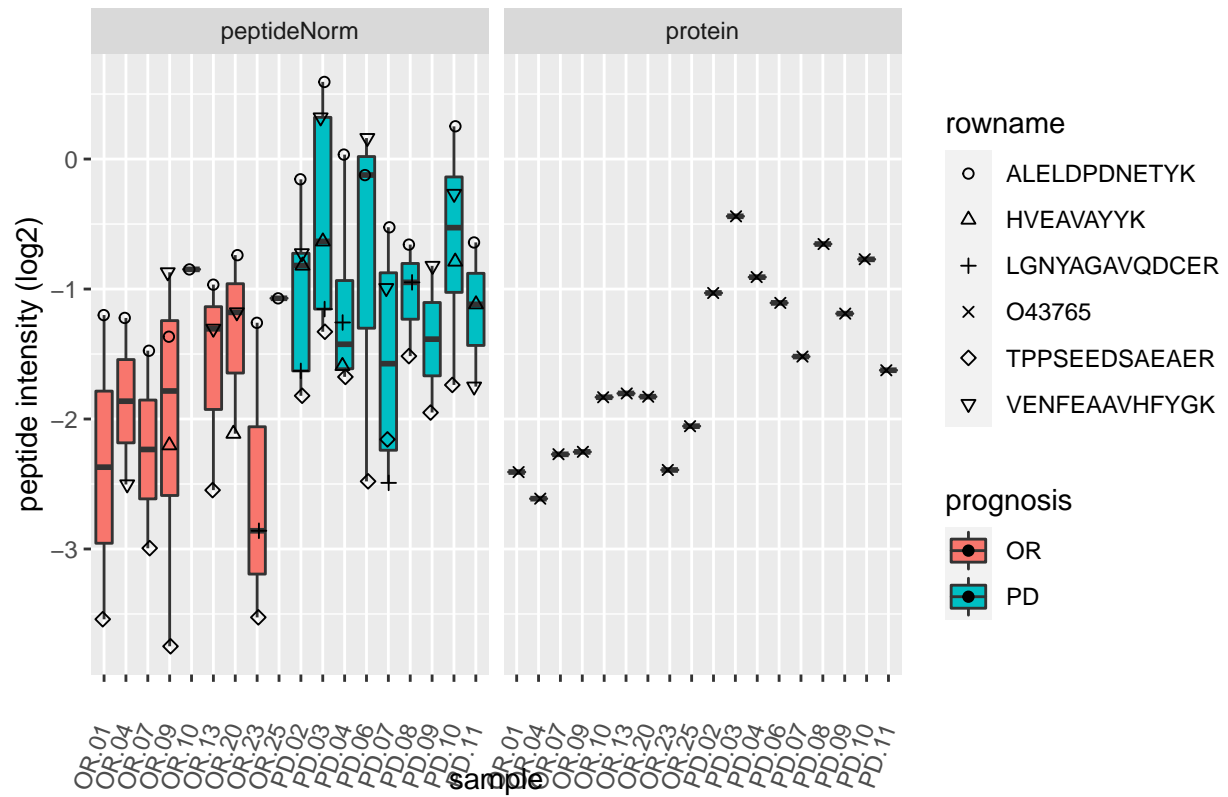 peptideNorm
protein
peptide intensity (log2)
0
−1
−2
−3
OR.01
OR.04
OR.07
OR.09
OR.10
OR.13
OR.20
OR.23
OR.25
PD.02
PD.03
PD.04
PD.06
PD.07
PD.08
PD.09
PD.10
PD.11
OR.01
OR.04
OR.07
OR.09
OR.10
OR.13
OR.20
OR.23
OR.25
PD.02
PD.03
PD.04
PD.06
PD.07
PD.08
PD.09
PD.10
PD.11
sample
rowname
ALELDPDNETYK
HVEAVAYYK
LGNYAGAVQDCER
O43765
TPPSEEDSAEAER
VENFEAAVHFYGK
prognosis
OR
PD